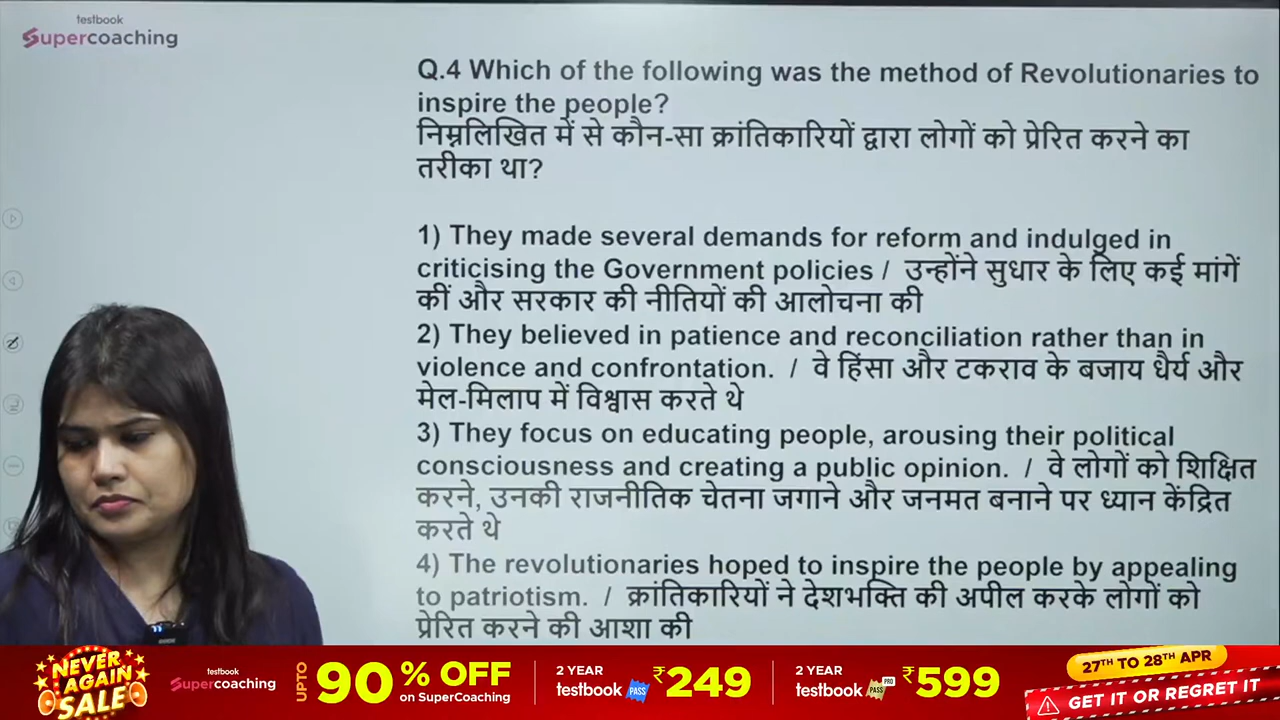 testbook
Supercoaching
Q.4 Which of the following was the method of Revolutionaries to
inspire the people?
निम्नलिखित में से कौन-सा क्रांतिकारियों द्वारा लोगों को प्रेरित करने का
तरीका था?
1) They made several demands for reform and indulged in
criticising the Government policies / उन्होंने सुधार के लिए कई मांगें
कीं और सरकार की नीतियों की आलोचना की
2) They believed in patience and reconciliation rather than in
violence and confrontation. / वे हिंसा और टकराव के बजाय धैर्य और
मेल-मिलाप में विश्वास करते थे
3) They focus on educating people, arousing their political
consciousness and creating a public opinion. / वे लोगों को शिक्षित
करने, उनकी राजनीतिक चेतना जगाने और जनमत बनाने पर ध्यान केंद्रित
करते थे
4) The revolutionaries hoped to inspire the people by appealing
to patriotism. / क्रांतिकारियों ने देशभक्ति की अपील करके लोगों को
प्रेरित करने की आशा की
NEVER
AGAIN
SALE
testbook
Supercoaching
UPTO
90% OFF
on SuperCoaching
2 YEAR
testbook PASS
₹249
2 YEAR
testbook PASS PRO
₹599
27TH TO 28TH APR
GET IT OR REGRET IT